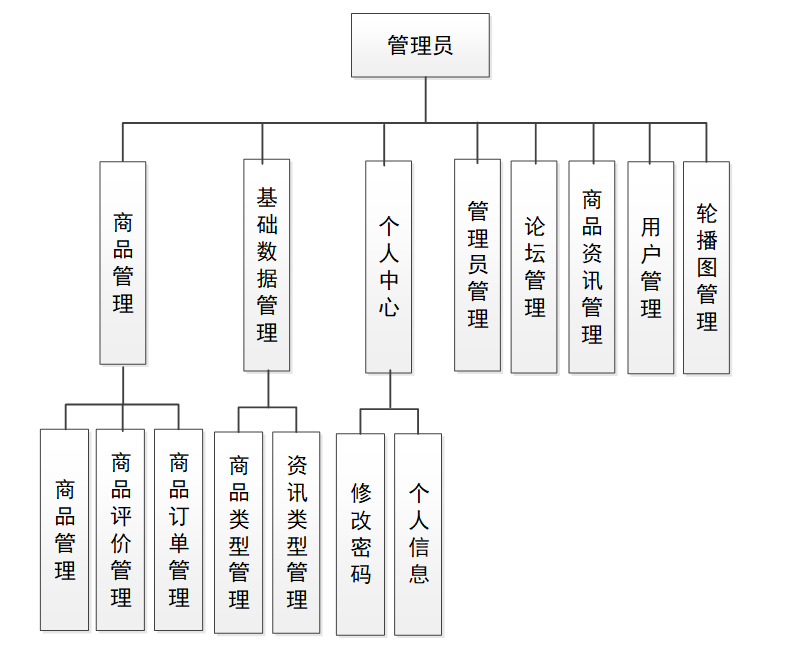 管理员
商品管理
基础数据管理
个人中心
管理员管理
论坛管理
商品资讯管理
用户管理
轮播图管理
商品管理
商品评价管理
商品订单管理
商品类型管理
资讯类型管理
修改密码
个人信息